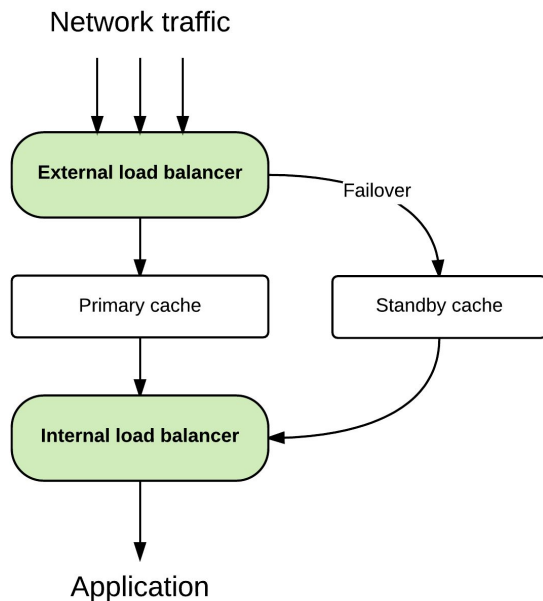 Network traffic
External load balancer
Failover
Primary cache
Standby cache
Internal load balancer
Application